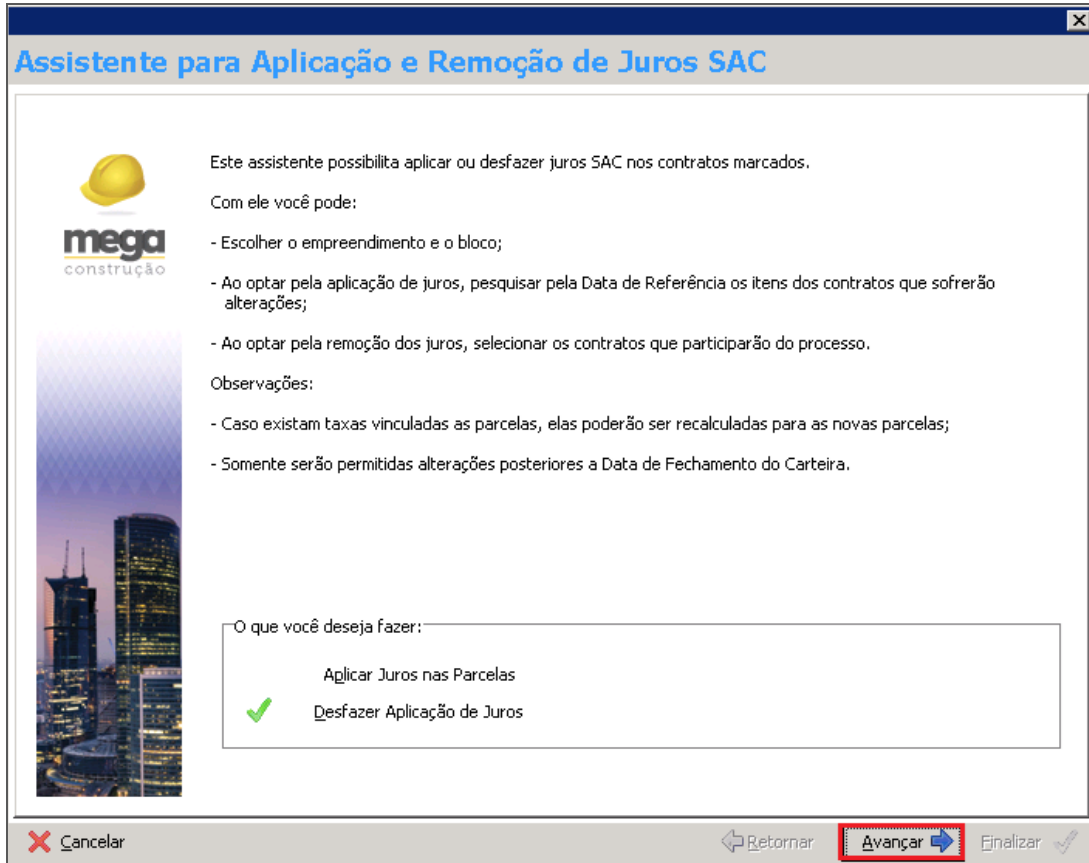 Assistente para Aplicação e Remoção de Juros SAC
mega
construção
Este assistente possibilita aplicar ou desfazer juros SAC nos contratos marcados.
Com ele você pode:
- Escolher o empreendimento e o bloco;
- Ao optar pela aplicação de juros, pesquisar pela Data de Referência os itens dos contratos que sofrerão
alterações;
- Ao optar pela remoção dos juros, selecionar os contratos que participarão do processo.
Observações:
- Caso existam taxas vinculadas as parcelas, elas poderão ser recalculadas para as novas parcelas;
- Somente serão permitidas alterações posteriores a Data de Fechamento do Carteira.
O que você deseja fazer:
Aplicar Juros nas Parcelas
Desfazer Aplicação de Juros
Cancelar Retornar Avançar Finalizar